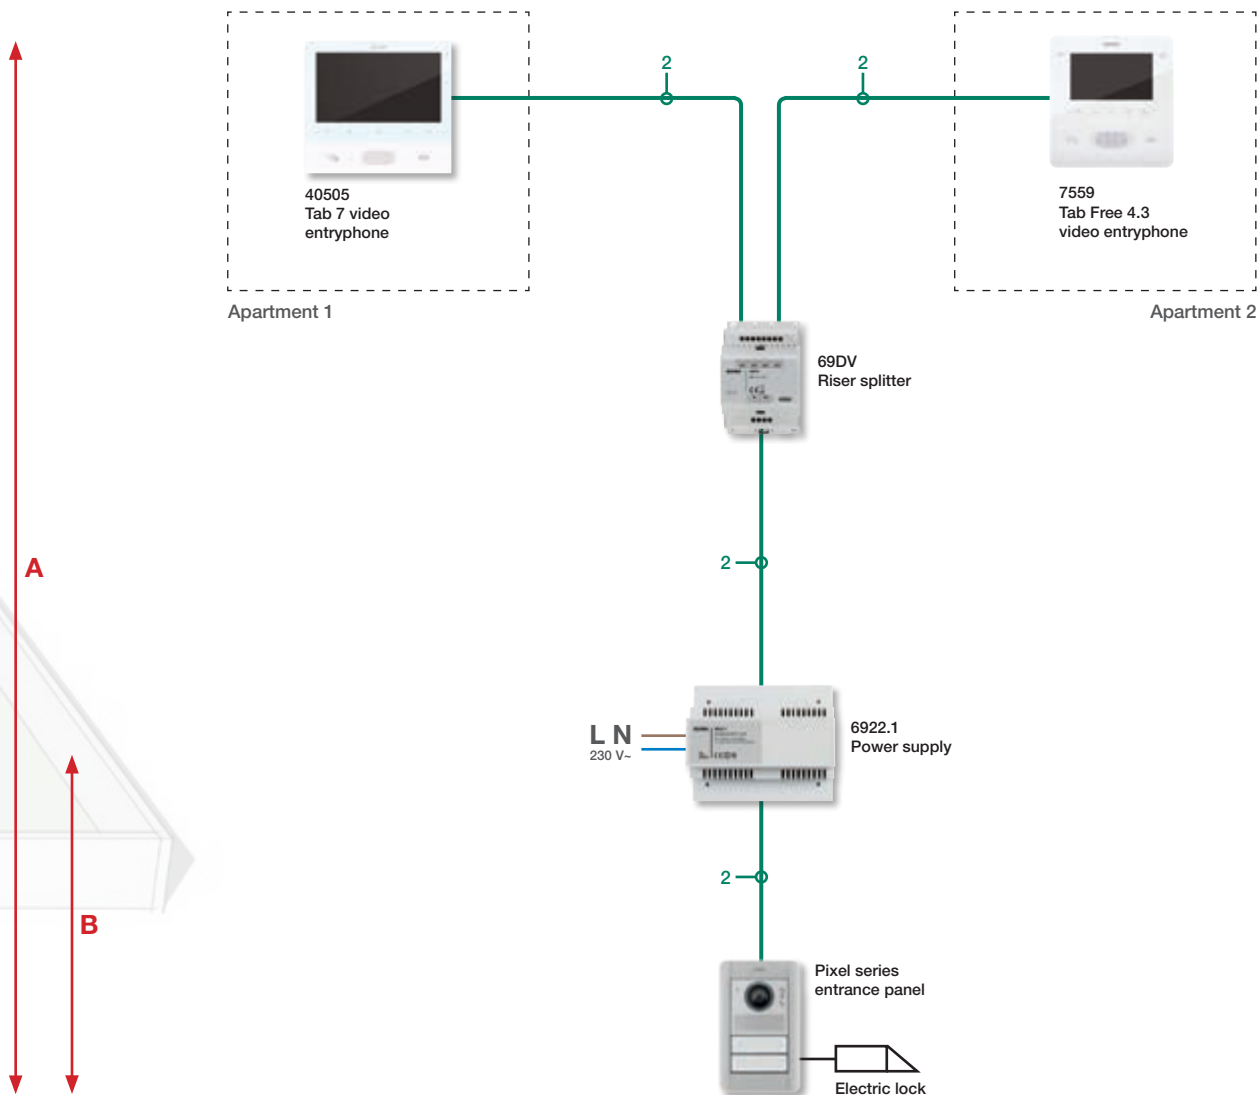 2
2
40505
Tab 7 video
entryphone
7559
Tab Free 4.3
video entryphone
Apartment 1
Apartment 2
69DV
Riser splitter
A
2
L N
230 V~
6922.1
Power supply
2
B
Pixel series
entrance panel
Electric lock